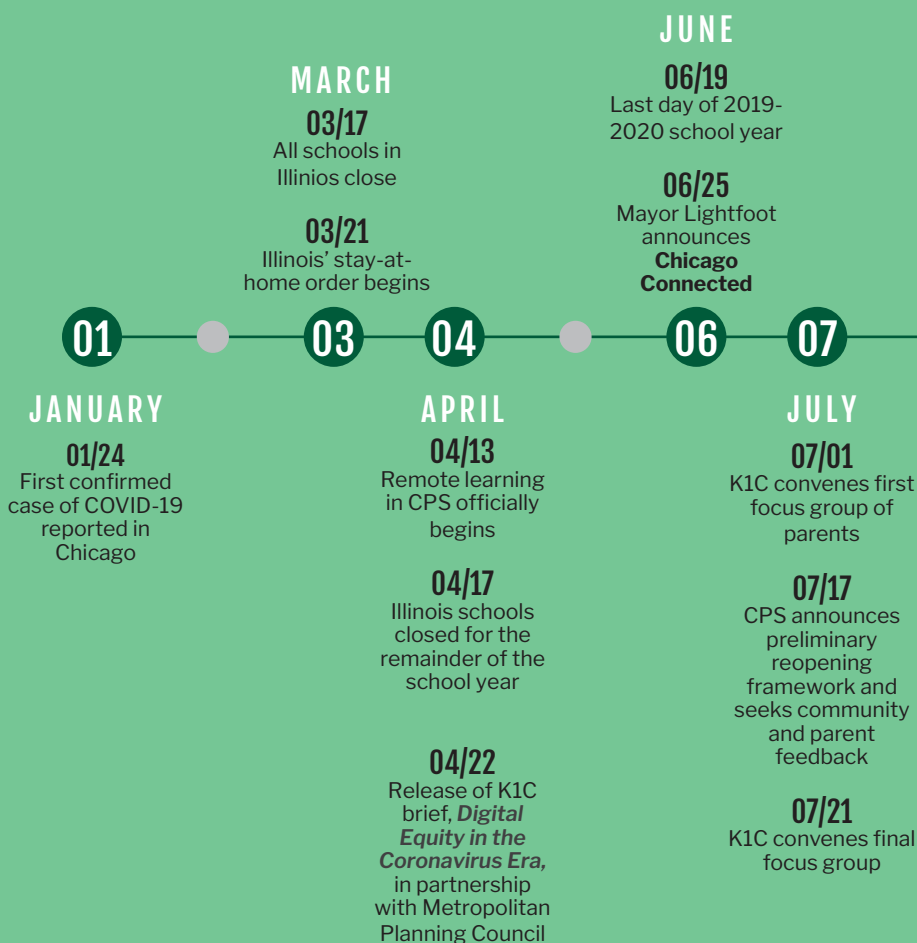 JANUARY
01/24
First confirmed
case of COVID-19
reported in
Chicago
MARCH
03/17
All schools in
Illinios close
03/21
Illinois’ stay-at-
home order begins
APRIL
04/13
Remote learning
in CPS officially
begins
04/17
Illinois schools
closed for the
remainder of the
school year
04/22
Release of K1C
brief, Digital
Equity in the
Coronavirus Era,
in partnership
with Metropolitan
Planning Council
JUNE
06/19
Last day of 2019-
2020 school year
06/25
Mayor Lightfoot
announces
Chicago
Connected
JULY
07/01
K1C convenes first
focus group of
parents
07/17
CPS announces
preliminary
reopening
framework and
seeks community
and parent
feedback
07/21
K1C convenes final
focus group
01
03
04
06
07